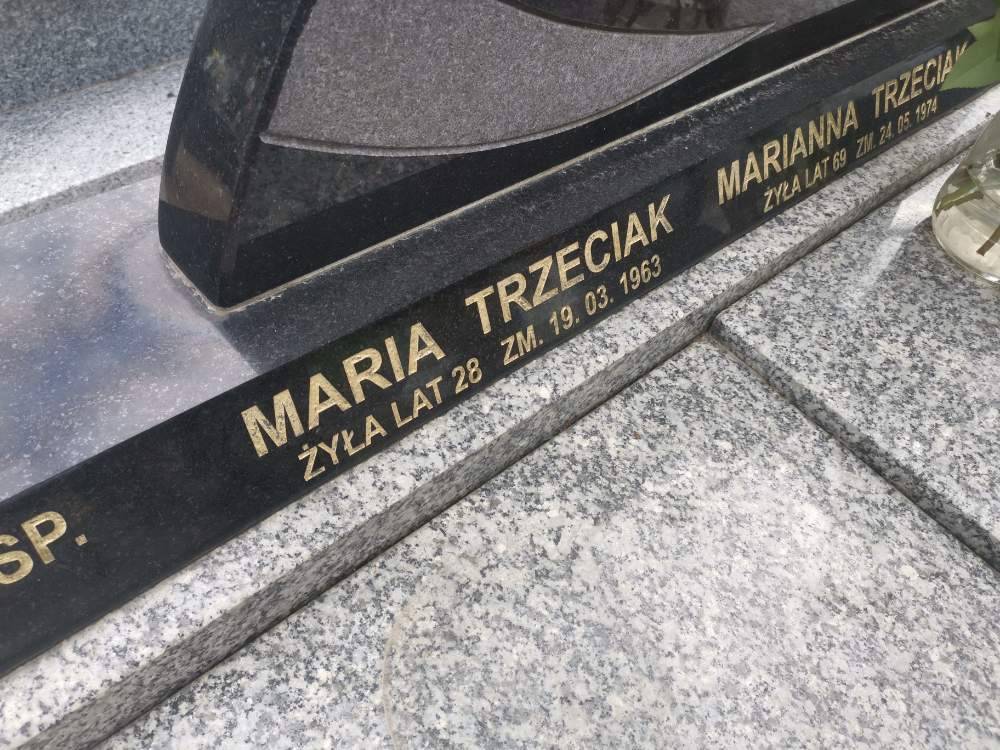 SP.
MARIA TRZECIAK
ŻYŁA LAT 28 ZM. 19. 03. 1963
MARIANNA TRZECIAK
ŻYŁA LAT 69 ZM. 24. 05. 1974